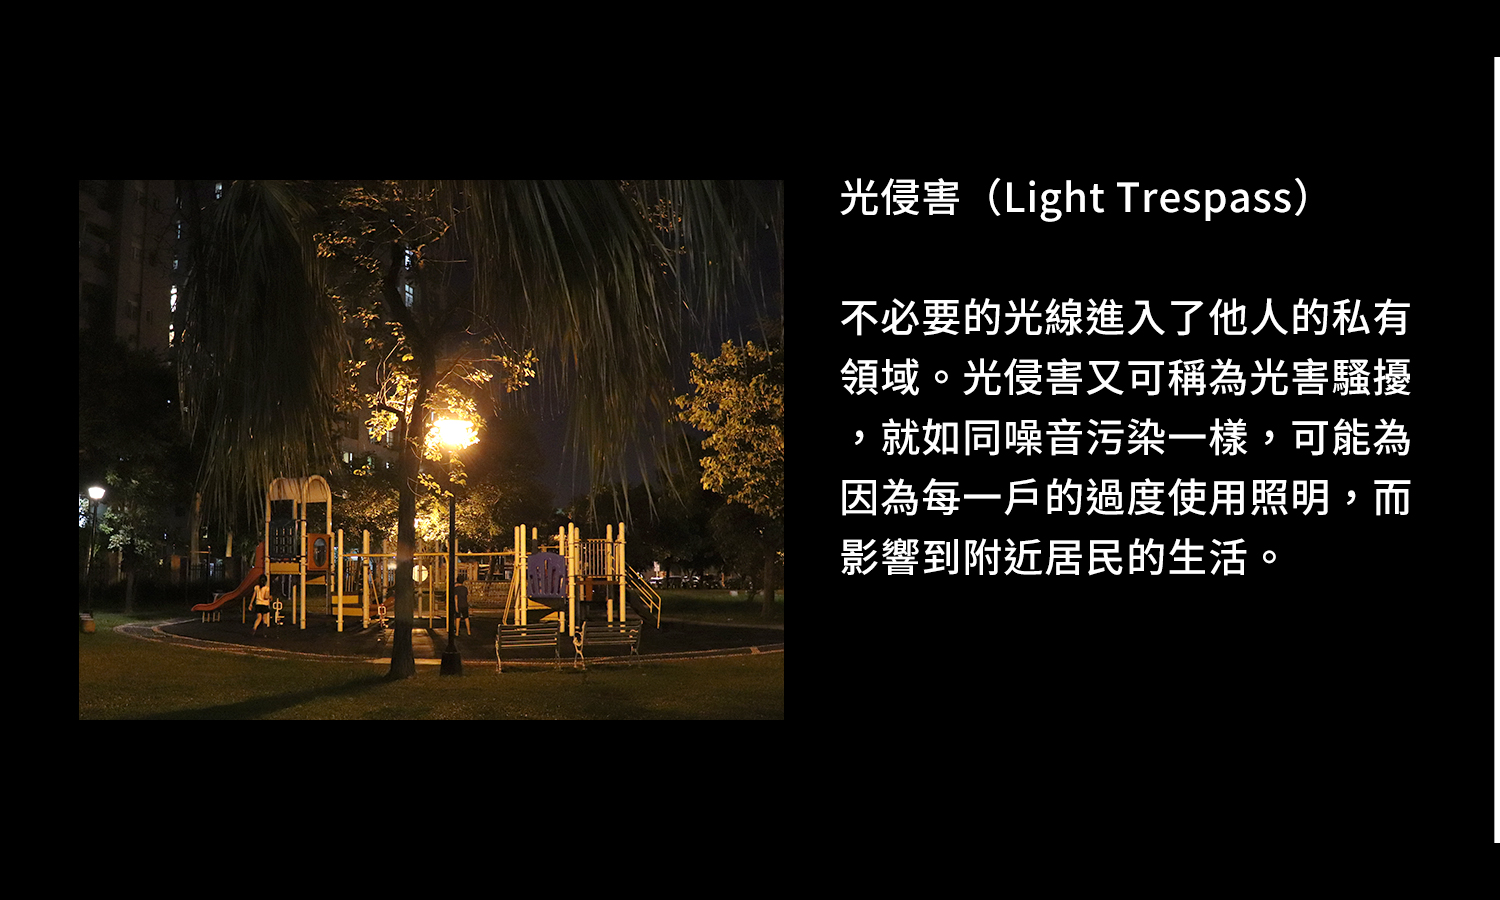 光侵害（Light Trespass）
不必要的光線進入了他人的私有
領域。光侵害又可稱為光害騷擾
，就如同噪音污染一樣，可能為
因為每一戶的過度使用照明，而
影響到附近居民的生活。